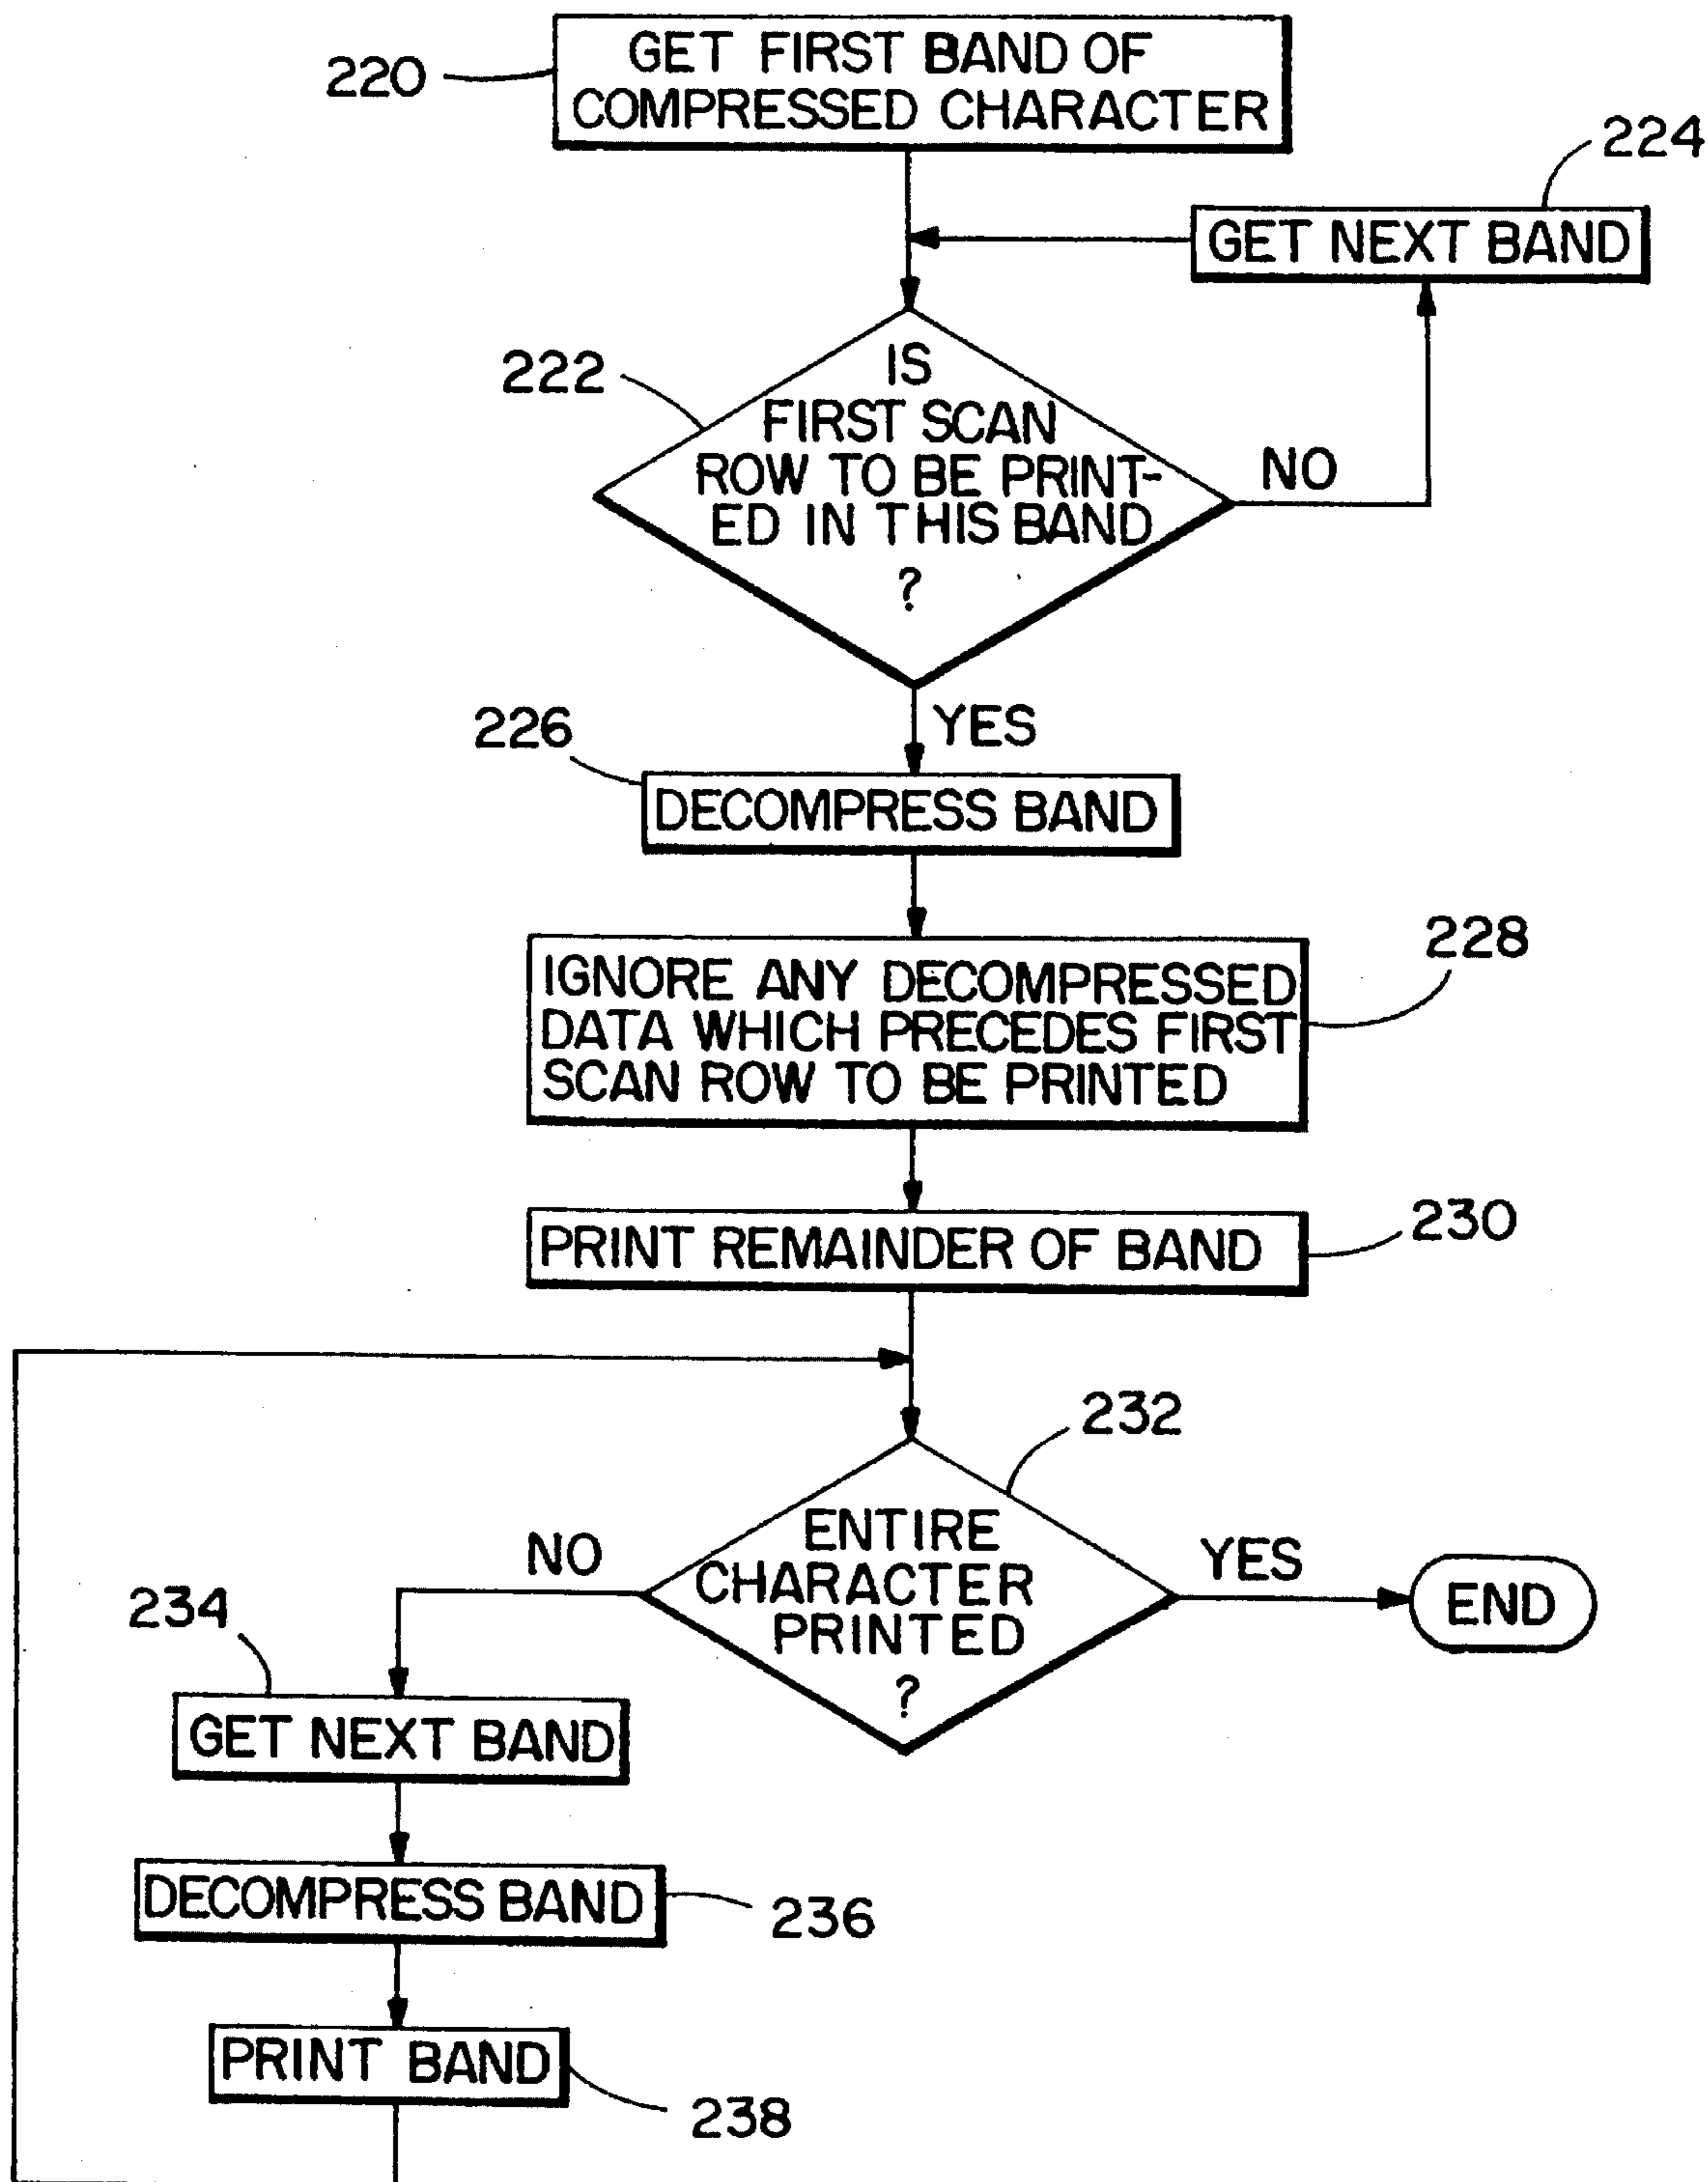 220
GET FIRST BAND OF
COMPRESSED CHARACTER
224
GET NEXT BAND
222
IS
FIRST SCAN
ROW TO BE PRINT-
ED IN THIS BAND
?
NO
YES
226
DECOMPRESS BAND
228
IGNORE ANY DECOMPRESSED
DATA WHICH PRECEDES FIRST
SCAN ROW TO BE PRINTED
230
PRINT REMAINDER OF BAND
232
ENTIRE
CHARACTER
PRINTED
?
NO
YES
END
234
GET NEXT BAND
DECOMPRESS BAND
236
PRINT BAND
238